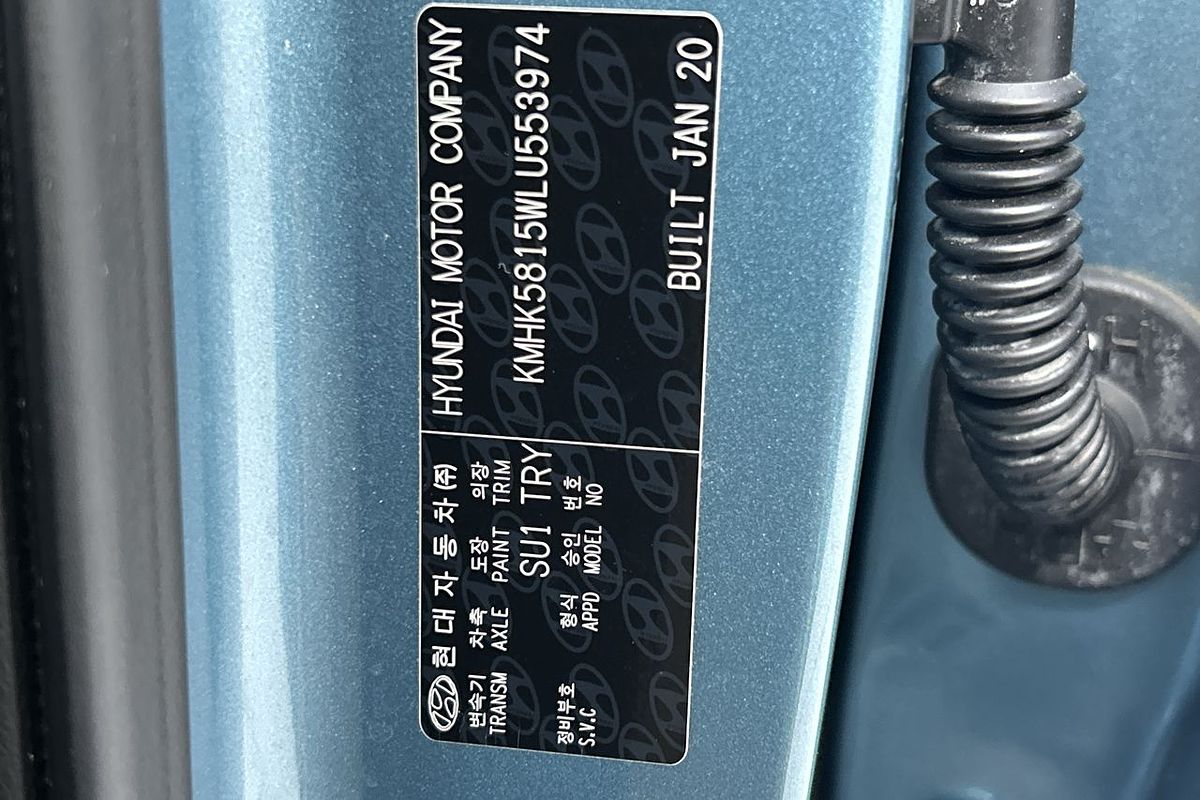 현대자동차㈜ HYUNDAI MOTOR COMPANY
변속기 차축 도장 의장
TRANSM AXLE PAINT TRIM
SU1 TRY KMHK5815WLU553974
정비부호 형식 승인 번호
S.V.C APPD MODEL NO
BUILT JAN 20